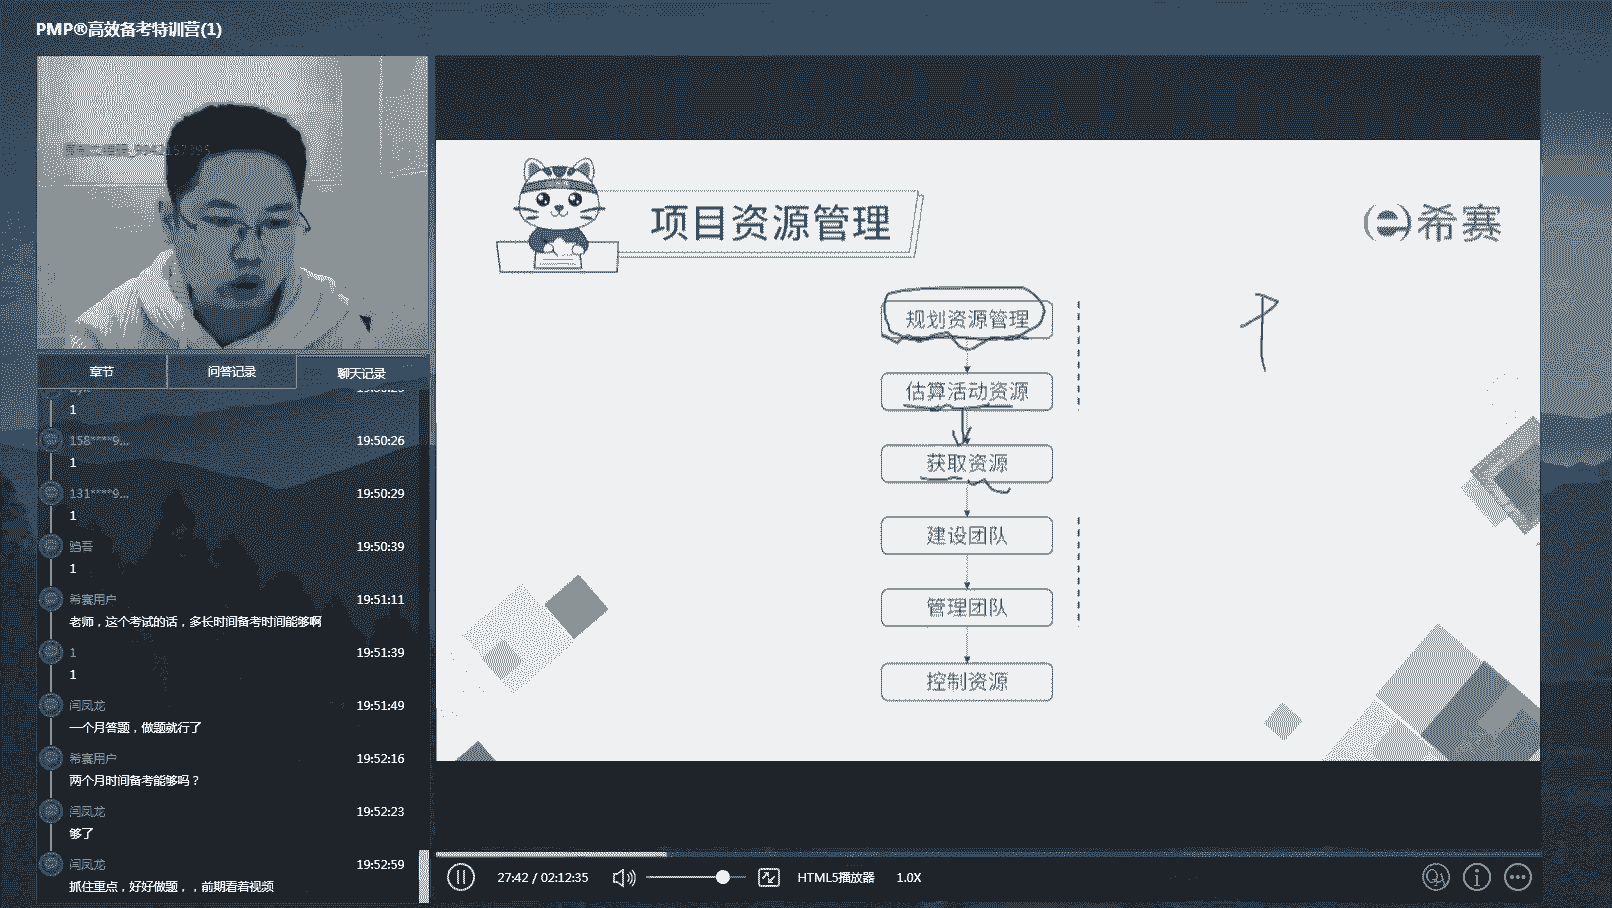 PMP®高效备考特训营(1)
章节
问答记录
聊天记录
1
158****9...
19:50:26
1
131****9...
19:50:29
1
19:50:39
1
希赛用户
19:51:11
老师，这个考试的话，多长时间备考时间能够啊
1
19:51:39
1
闫凤龙
19:51:49
一个月答题，做题就行了
希赛用户
19:52:16
两个月时间备考能够吗？
闫凤龙
19:52:23
够了
闫凤龙
19:52:59
抓住重点，好好做题，，前期看着视频
项目资源管理
希赛
规划资源管理
估算活动资源
获取资源
建设团队
管理团队
控制资源
P
27:42 / 02:12:35
HTML5播放器
1.0X